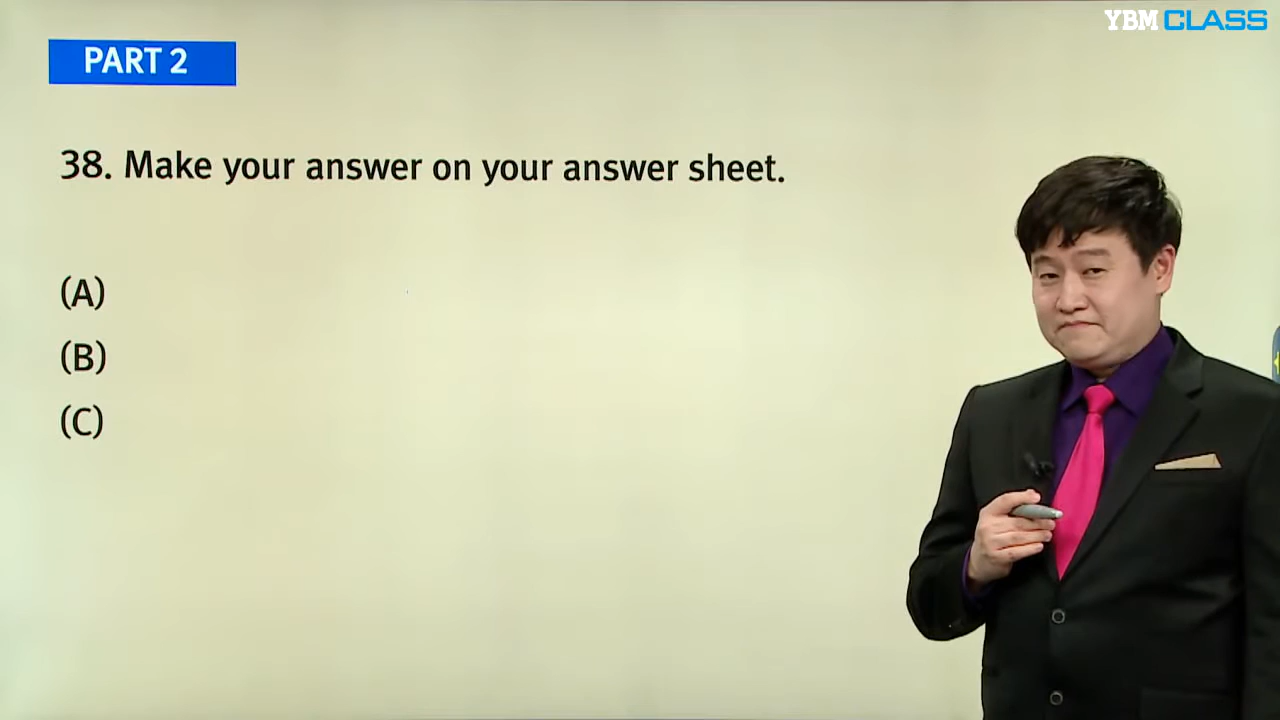 YBM CLASS
PART 2
38. Make your answer on your answer sheet.
(A)
(B)
(C)